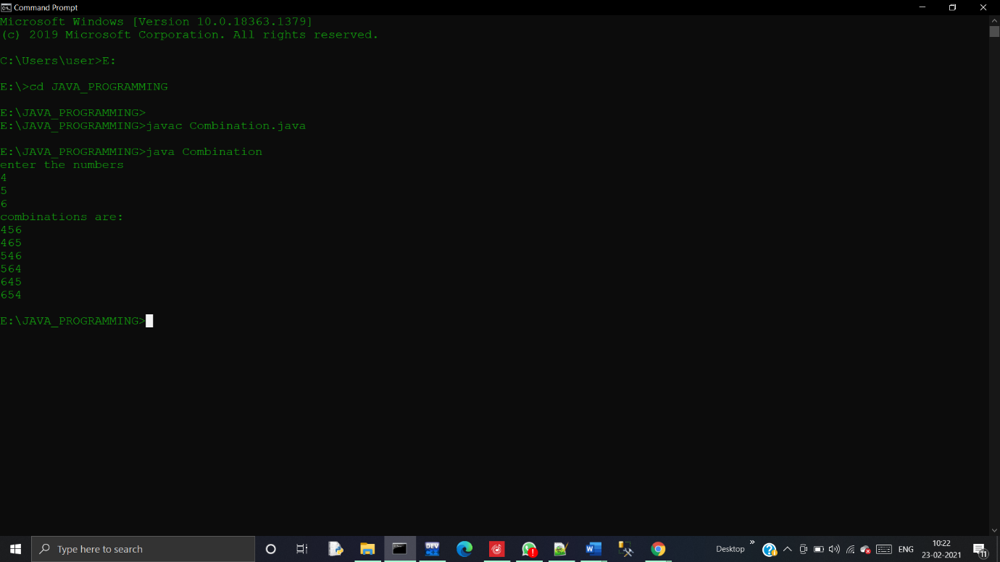 Command Prompt
Microsoft Windows [Version 10.0.18363.1379]
(c) 2019 Microsoft Corporation. All rights reserved.
C:\Users\user>E:
E:\>cd JAVA_PROGRAMMING
E:\JAVA_PROGRAMMING>
E:\JAVA_PROGRAMMING>javac Combination.java
E:\JAVA_PROGRAMMING>java Combination
enter the numbers
4
5
6
combinations are:
456
465
546
564
645
654
E:\JAVA_PROGRAMMING>
Type here to search
DEV
Desktop
ENG
10:22
23-02-2021
11